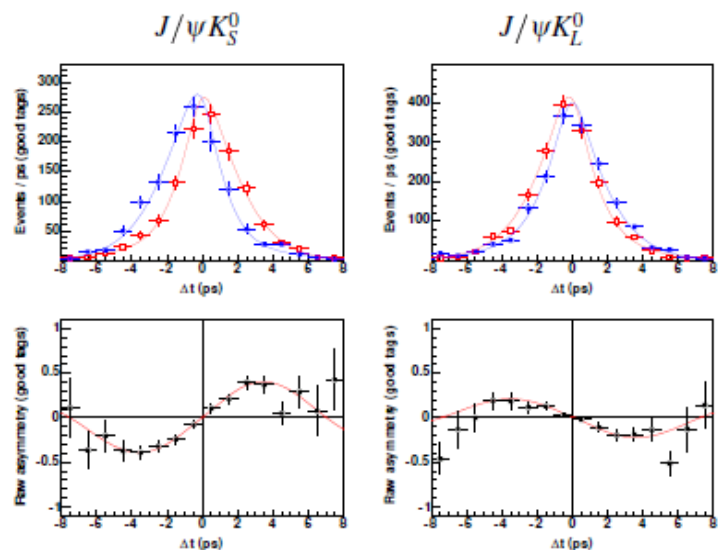 J/ψK_S^0
J/ψK_L^0
Events / ps (good tags)
300
250
200
150
100
50
-8 -6 -4 -2 0 2 4 6 8
Δt (ps)
Events / ps (good tags)
400
300
200
100
-8 -6 -4 -2 0 2 4 6 8
Δt (ps)
Raw asymmetry (good tags)
1
0.5
0
-0.5
-1
-8 -6 -4 -2 0 2 4 6 8
Δt (ps)
Raw asymmetry (good tags)
1
0.5
0
-0.5
-1
-8 -6 -4 -2 0 2 4 6 8
Δt (ps)